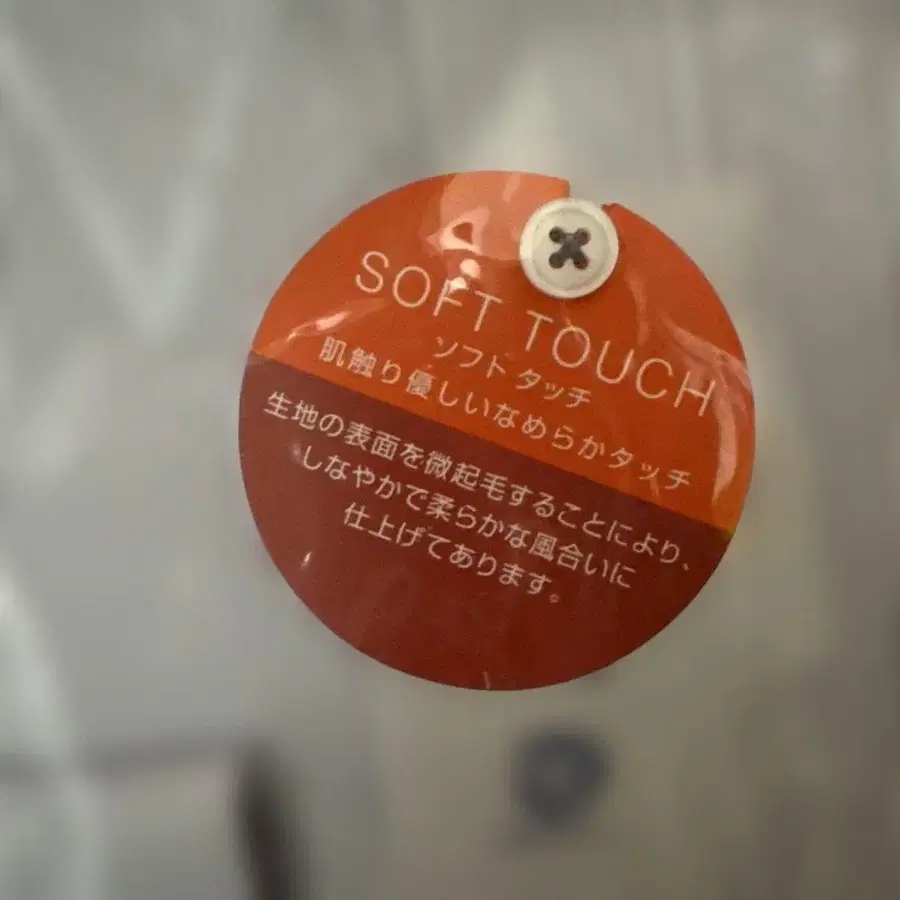 SOFT TOUCH
ソフトタッチ
肌触り優しいなめらかタッチ
生地の表面を微起毛することにより、
しなやかで柔らかな風合いに
仕上げてあります。